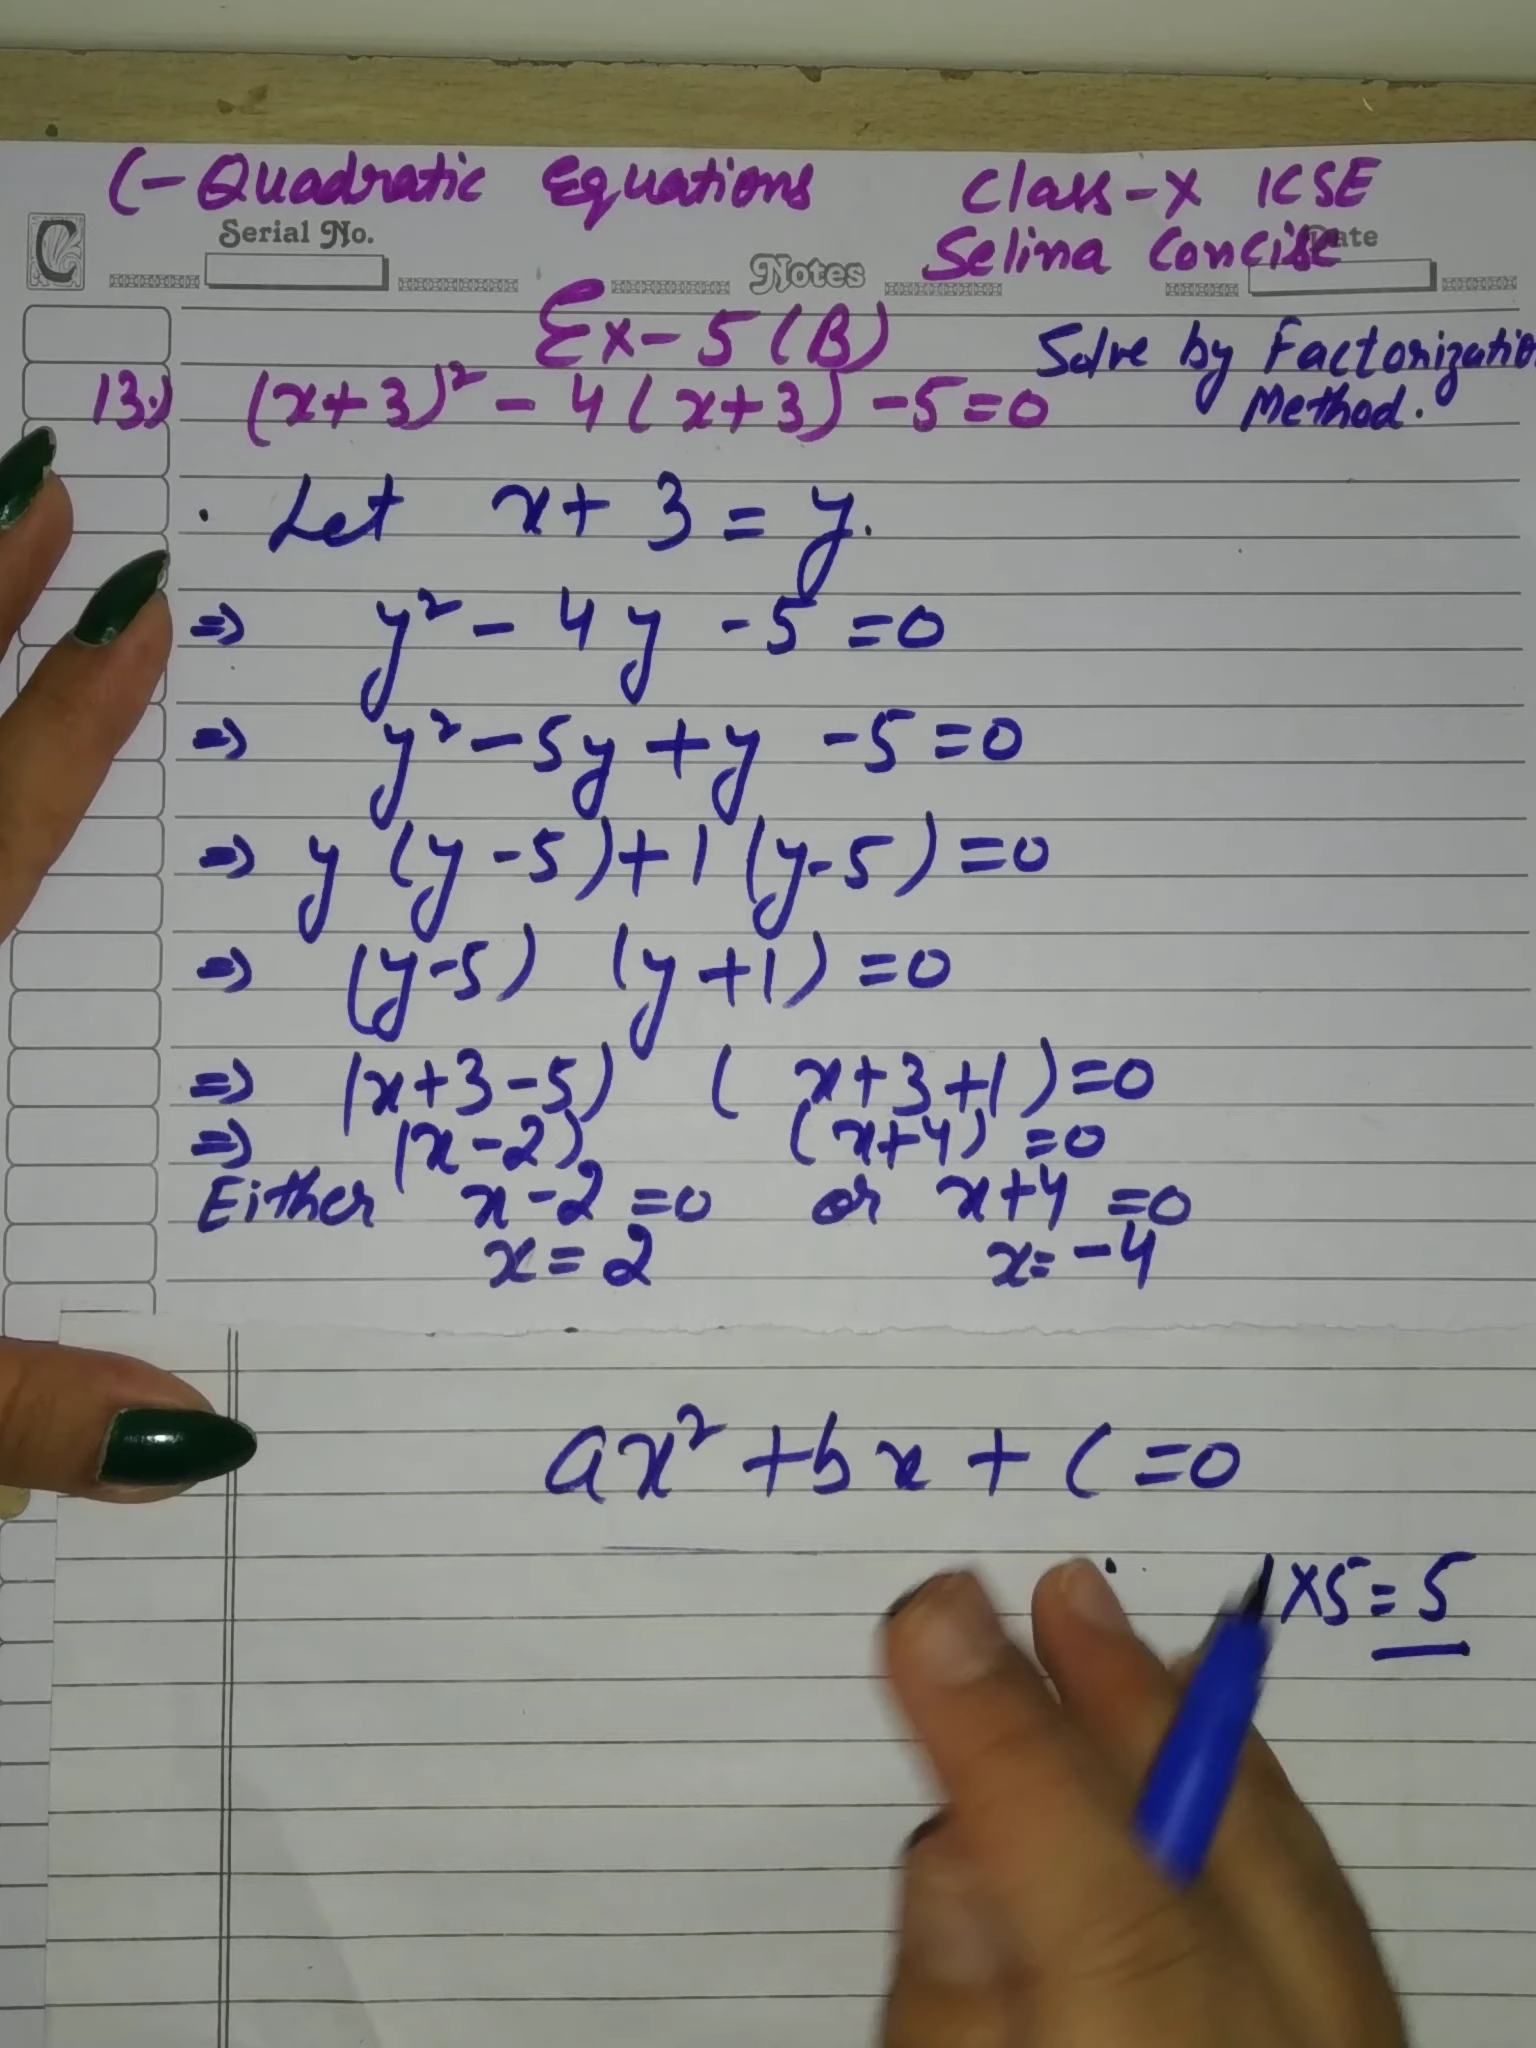 (- Quadratic Equations Class-X ICSE
C Serial No. Notes Selina Concise Date
Ex-5(B)
Solve by Factorizatio
Method.
13.) (x+3)² - 4(x+3) -5=0
. Let x+3 = y.
⇒ y² - 4y -5 =0
⇒ y² -5y +y -5=0
⇒ y (y-5)+1(y-5)=0
⇒ (y-5) (y+1)=0
⇒ (x+3-5) ( x+3+1)=0
⇒ (x-2) (x+4) =0
Either x-2 =0 or x+4 =0
x=2 x=-4
ax² +bx + c =0
1x5=5